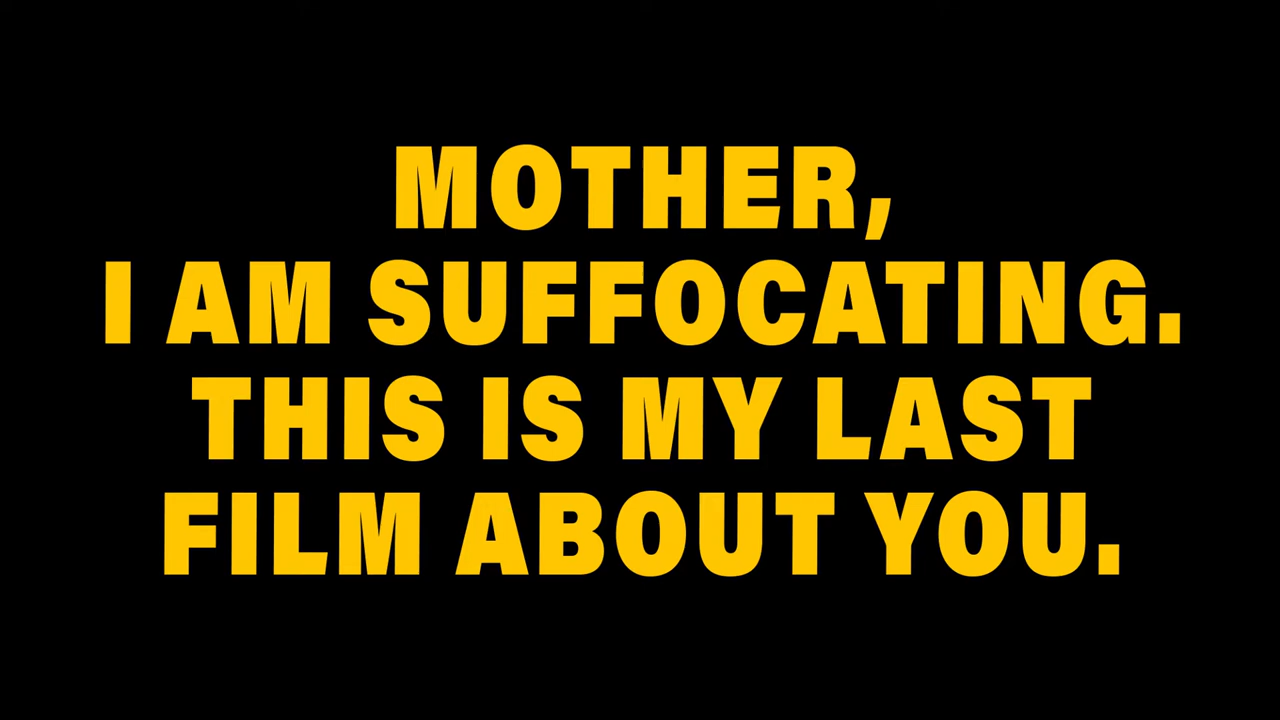 MOTHER,
I AM SUFFOCATING.
THIS IS MY LAST
FILM ABOUT YOU.